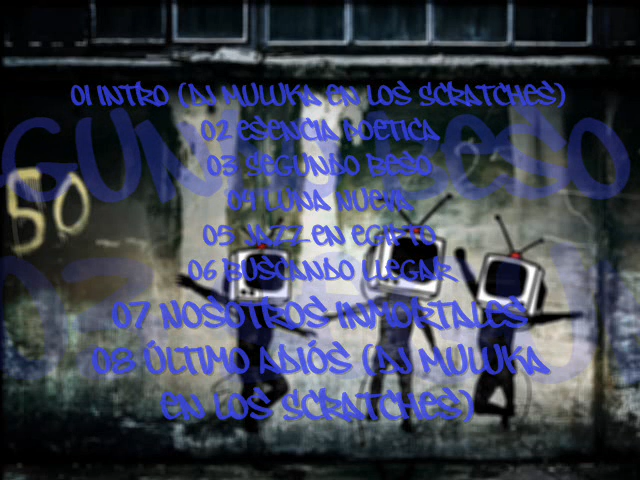 01 INTRO (DJ MULUKA EN LOS SCRATCHES)
02 ESENCIA POETICA
03 SEGUNDO BESO
04 LUNA NUEVA
05 JAZZ EN EGIPTO
06 BUSCANDO LLEGAR
07 NOSOTROS INMORTALES
08 ÚLTIMO ADIÓS (DJ MULUKA
EN LOS SCRATCHES)
50